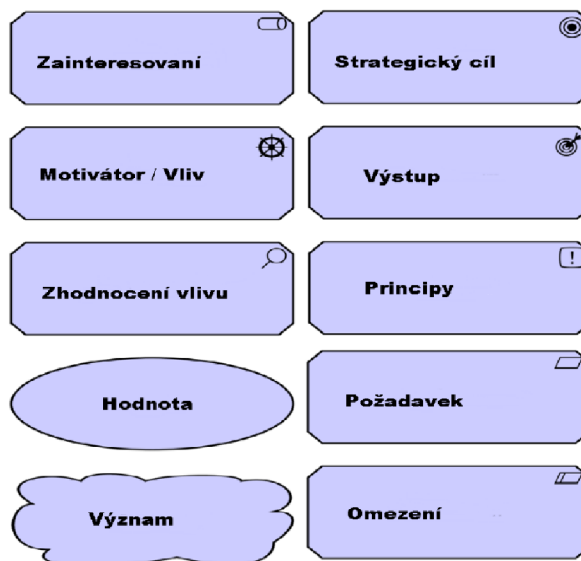 Zainteresovaní
Strategický cíl
Motivátor / Vliv
Výstup
Zhodnocení vlivu
Principy
Hodnota
Požadavek
Význam
Omezení